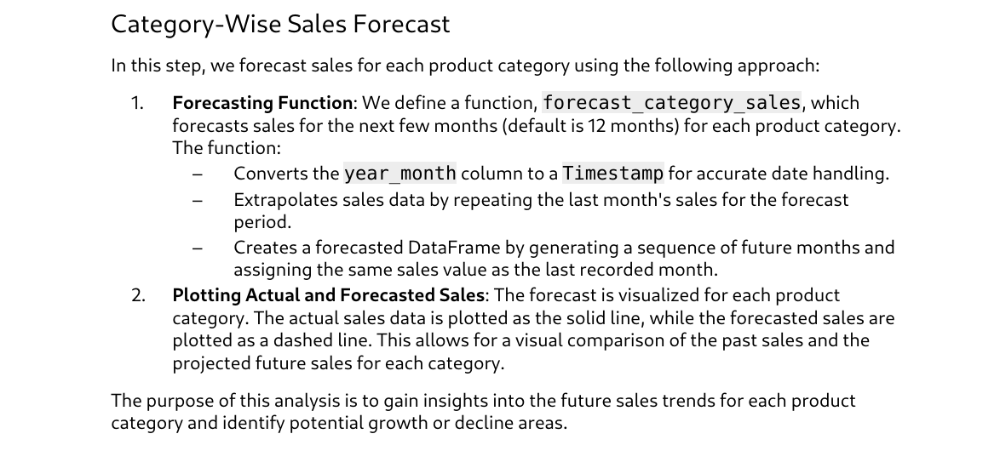 Category-Wise Sales Forecast
In this step, we forecast sales for each product category using the following approach:
1. Forecasting Function: We define a function, forecast_category_sales, which
forecasts sales for the next few months (default is 12 months) for each product category.
The function:
– Converts the year_month column to a Timestamp for accurate date handling.
– Extrapolates sales data by repeating the last month's sales for the forecast
period.
– Creates a forecasted DataFrame by generating a sequence of future months and
assigning the same sales value as the last recorded month.
2. Plotting Actual and Forecasted Sales: The forecast is visualized for each product
category. The actual sales data is plotted as the solid line, while the forecasted sales are
plotted as a dashed line. This allows for a visual comparison of the past sales and the
projected future sales for each category.
The purpose of this analysis is to gain insights into the future sales trends for each product
category and identify potential growth or decline areas.